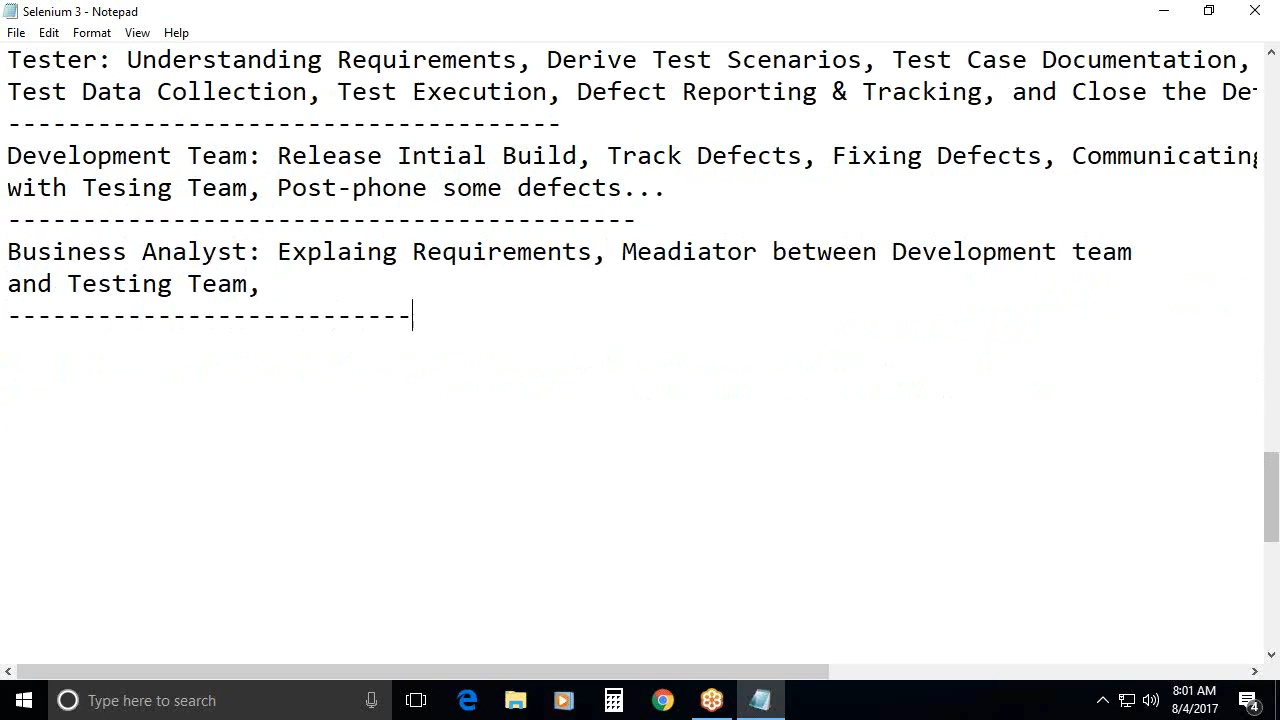 Selenium 3 - Notepad
File Edit Format View Help
Tester: Understanding Requirements, Derive Test Scenarios, Test Case Documentation,
Test Data Collection, Test Execution, Defect Reporting & Tracking, and Close the
-------------------------------------
Development Team: Release Intial Build, Track Defects, Fixing Defects, Communicating
with Tesing Team, Post-phone some defects...
------------------------------------------
Business Analyst: Explaing Requirements, Meadiator between Development team
and Testing Team,
---------------------------
Type here to search
8:01 AM
8/4/2017
4